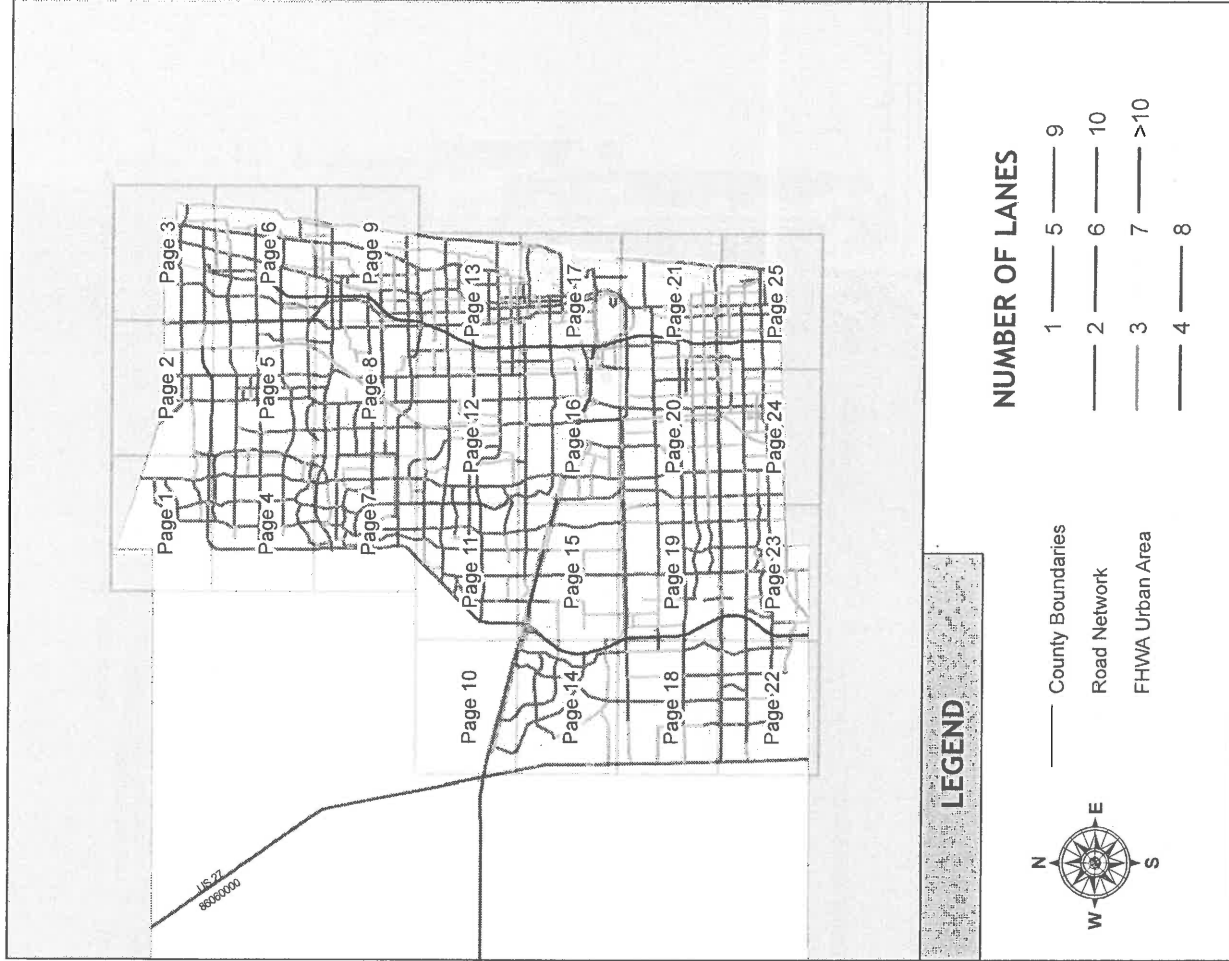 US 27
86060000
Page 1
Page 2
Page 3
Page 4
Page 5
Page 6
Page 7
Page 8
Page 9
Page 10
Page 11
Page 12
Page 13
Page 14
Page 15
Page 16
Page 17
Page 18
Page 19
Page 20
Page 21
Page 22
Page 23
Page 24
Page 25
LEGEND
N
W
E
S
County Boundaries
Road Network
FHWA Urban Area
NUMBER OF LANES
1 5 9
2 6 10
3 7 >10
4 8